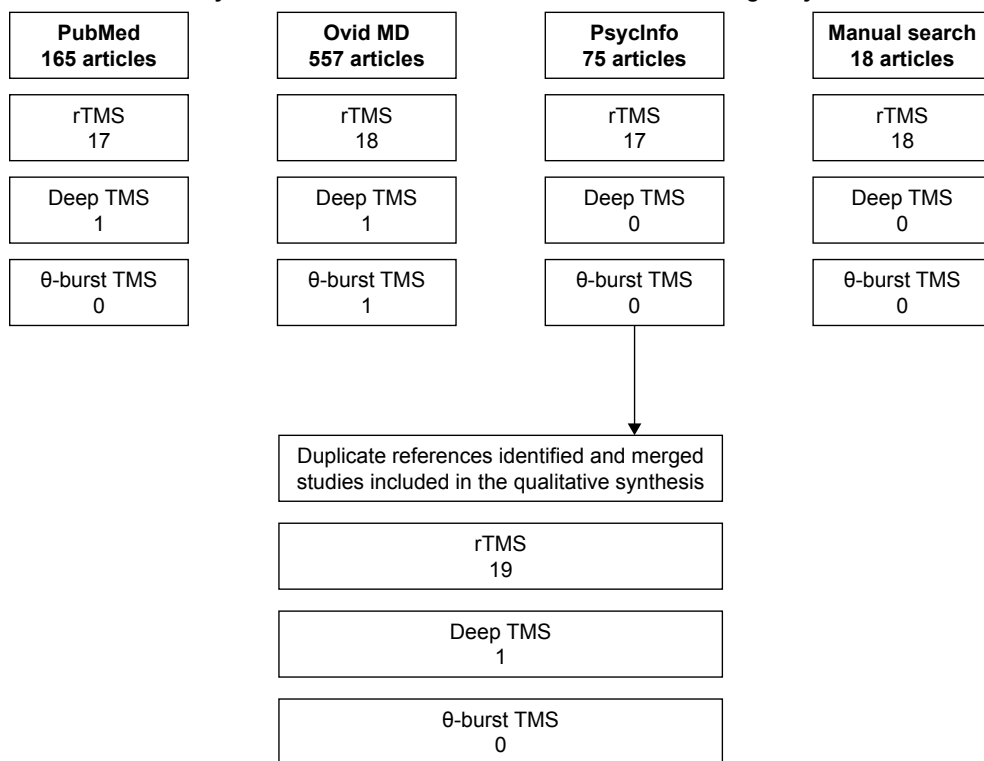 PubMed
165 articles
Ovid MD
557 articles
PsycInfo
75 articles
Manual search
18 articles
rTMS
17
rTMS
18
rTMS
17
rTMS
18
Deep TMS
1
Deep TMS
1
Deep TMS
0
Deep TMS
0
θ-burst TMS
0
θ-burst TMS
1
θ-burst TMS
0
θ-burst TMS
0
Duplicate references identified and merged
studies included in the qualitative synthesis
rTMS
19
Deep TMS
1
θ-burst TMS
0